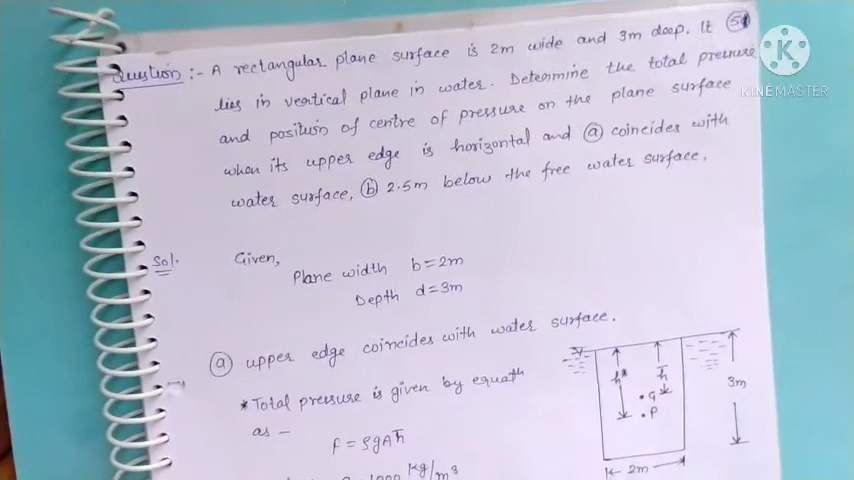 Question :- A rectangular plane surface is 2m wide and 3m deep. It
lies in vertical plane in water. Determine the total pressure
and position of centre of pressure on the plane surface
when its upper edge is horizontal and (a) coincides with
water surface, (b) 2.5m below the free water surface.
Sol.
Given,
Plane width b=2m
Depth d=3m
(a) upper edge coincides with water surface.
*Total pressure is given by equatn
as —
F = ρgAh̄
kg/m³
h*
h̄
3m
.G
.P
2m
K
KINEMASTER